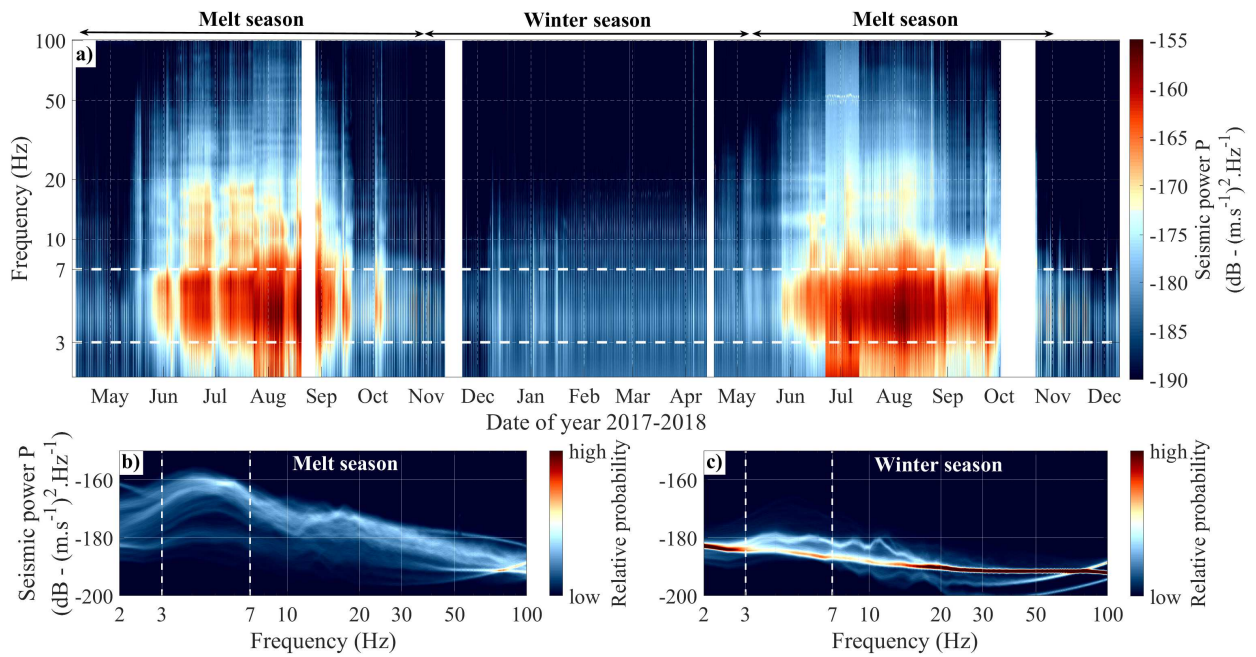 Melt season Winter season Melt season
a)
100
50
20
10
7
3
Frequency (Hz)
May Jun Jul Aug Sep Oct Nov Dec Jan Feb Mar Apr May Jun Jul Aug Sep Oct Nov Dec
Date of year 2017-2018
-155
-160
-165
-170
-175
-180
-185
-190
Seismic power P
(dB - (m.s⁻¹)².Hz⁻¹)
b) Melt season
-160
-180
-200
Seismic power P
(dB - (m.s⁻¹)².Hz⁻¹)
2 3 7 10 20 30 50 100
Frequency (Hz)
high
low
Relative probability
c) Winter season
-160
-180
-200
2 3 7 10 20 30 50 100
Frequency (Hz)
high
low
Relative probability